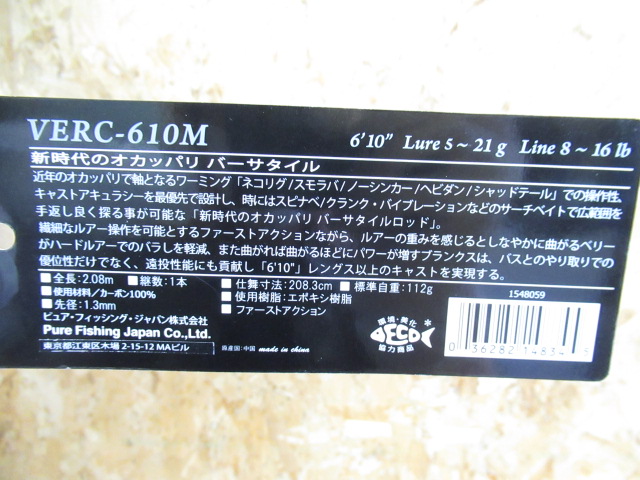 VERC-610M 6'10" Lure 5~21g Line 8~16 lb
新時代のオカッパリ バーサタイル
近年のオカッパリで軸となるワーミング「ネコリグ/スモラバ/ノーシンカー/ヘビダン/シャッドテール」での操作性、
キャストアキュラシーを最優先で設計し、時にはスピナベ/クランク・バイブレーションなどのサーチベイトで広範囲を
手返し良く探る事が可能な「新時代のオカッパリ バーサタイルロッド」。
繊細なルアー操作を可能とするファーストアクションながら、ルアーの重みを感じるとしなやかに曲がるベリー
がハードルアーでのバラしを軽減、また曲がれば曲がるほどにパワーが増すブランクスは、バスとのやり取りでの
優位性だけでなく、遠投性能にも貢献し「6'10"」レングス以上のキャストを実現する。
■全長:2.08m ■継数:1本 ■仕舞寸法:208.3cm ■標準自重:112g
■使用材料/カーボン100% ■使用樹脂:エポキシ樹脂
■先径:1.3mm ■ファーストアクション
ピュア・フィッシング・ジャパン株式会社
Pure Fishing Japan Co.,Ltd.
東京都江東区木場 2-15-12 MAビル
原産国:中国 made in china
環境・美化
ECO
協力商品
1548059
0 36282 14834 5